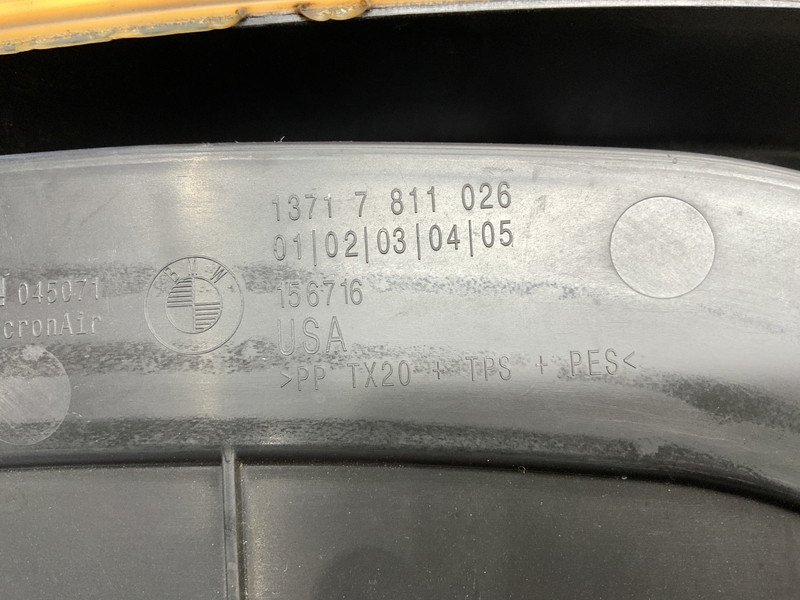 1371 7 811 026
01|02|03|04|05
045071
cronAir
BMW
156716
USA
>PP TX20 + TPS + PES<